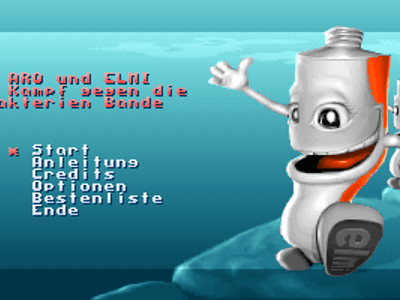 ARO und ELMI
Kampf gegen die
akterien Bande
* Start
Anleitung
Credits
Optionen
Bestenliste
Ende